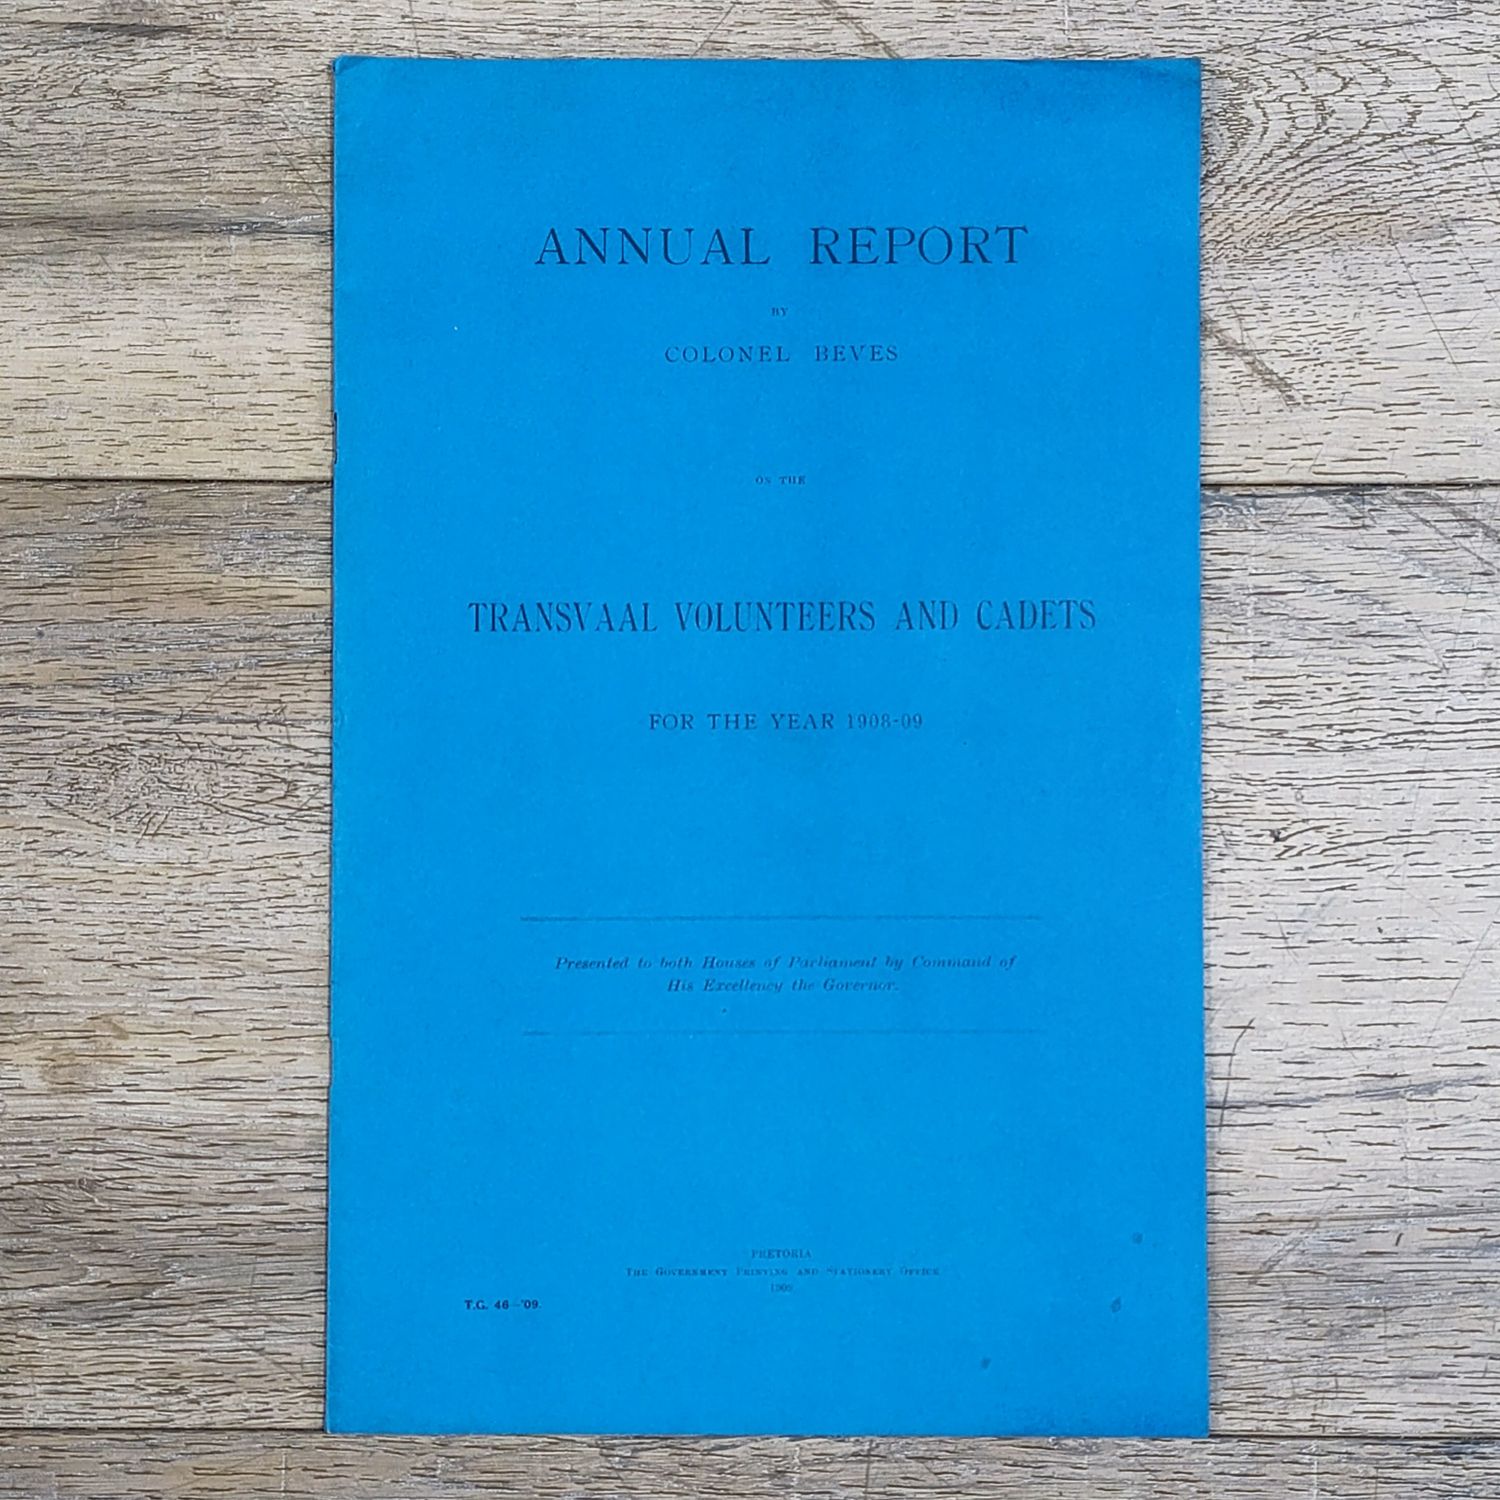 ANNUAL REPORT
BY
COLONEL BEVES
ON THE
TRANSVAAL VOLUNTEERS AND CADETS
FOR THE YEAR 1908-09
Presented to both Houses of Parliament by Command of
His Excellency the Governor.
PRETORIA
THE GOVERNMENT PRINTING AND STATIONERY OFFICE
1909
T.G. 46—'09.